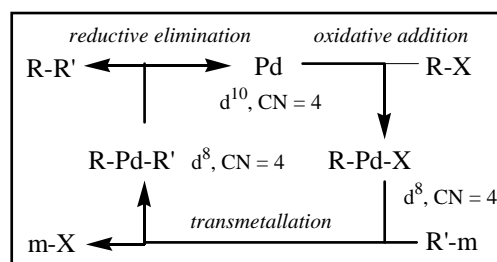 reductive elimination oxidative addition
R-R' Pd R-X
d10, CN = 4
R-Pd-R' d8, CN = 4 R-Pd-X
d8, CN = 4
m-X transmetallation R'-m